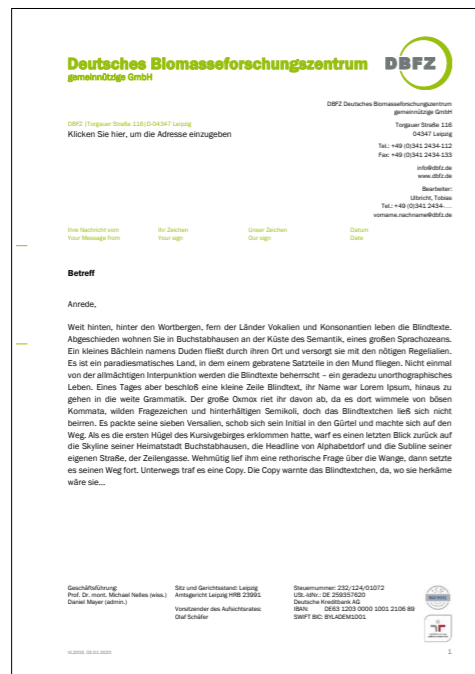 Deutsches Biomasseforschungszentrum
gemeinnützige GmbH
DBFZ
DBFZ Deutsches Biomasseforschungszentrum
gemeinnützige GmbH
Torgauer Straße 116
04347 Leipzig
Tel.: +49 (0)341 2434-112
Fax: +49 (0)341 2434-133
info@dbfz.de
www.dbfz.de
Bearbeiter:
Ulbricht, Tobias
Tel.: +49 (0)341 2434-....
vorname.nachname@dbfz.de
DBFZ |Torgauer Straße 116|D-04347 Leipzig
Klicken Sie hier, um die Adresse einzugeben
Ihre Nachricht vom Ihr Zeichen Unser Zeichen Datum
Your Message from Your sign Our sign Date
Betreff
Anrede,
Weit hinten, hinter den Wortbergen, fern der Länder Vokalien und Konsonantien leben die Blindtexte.
Abgeschieden wohnen Sie in Buchstabhausen an der Küste des Semantik, eines großen Sprachozeans.
Ein kleines Bächlein namens Duden fließt durch ihren Ort und versorgt sie mit den nötigen Regelialien.
Es ist ein paradiesmatisches Land, in dem einem gebratene Satzteile in den Mund fliegen. Nicht einmal
von der allmächtigen Interpunktion werden die Blindtexte beherrscht – ein geradezu unorthographisches
Leben. Eines Tages aber beschloß eine kleine Zeile Blindtext, ihr Name war Lorem Ipsum, hinaus zu
gehen in die weite Grammatik. Der große Oxmox riet ihr davon ab, da es dort wimmele von bösen
Kommata, wilden Fragezeichen und hinterhältigen Semikoli, doch das Blindtextchen ließ sich nicht
beirren. Es packte seine sieben Versalien, schob sich sein Initial in den Gürtel und machte sich auf den
Weg. Als es die ersten Hügel des Kursivgebirges erklommen hatte, warf es einen letzten Blick zurück auf
die Skyline seiner Heimatstadt Buchstabhausen, die Headline von Alphabetdorf und die Subline seiner
eigenen Straße, der Zeilengasse. Wehmütig lief ihm eine rethorische Frage über die Wange, dann setzte
es seinen Weg fort. Unterwegs traf es eine Copy. Die Copy warnte das Blindtextchen, da, wo sie herkäme
wäre sie...
Geschäftsführung:
Prof. Dr. mont. Michael Nelles (wiss.)
Daniel Mayer (admin.)
Sitz und Gerichtsstand: Leipzig
Amtsgericht Leipzig HRB 23991
Vorsitzender des Aufsichtsrates:
Olaf Schäfer
Steuernummer: 232/124/01072
USt.-IdNr.: DE 259357620
Deutsche Kreditbank AG
IBAN: DE63 1203 0000 1001 2106 89
SWIFT BIC: BYLADEM1001
1